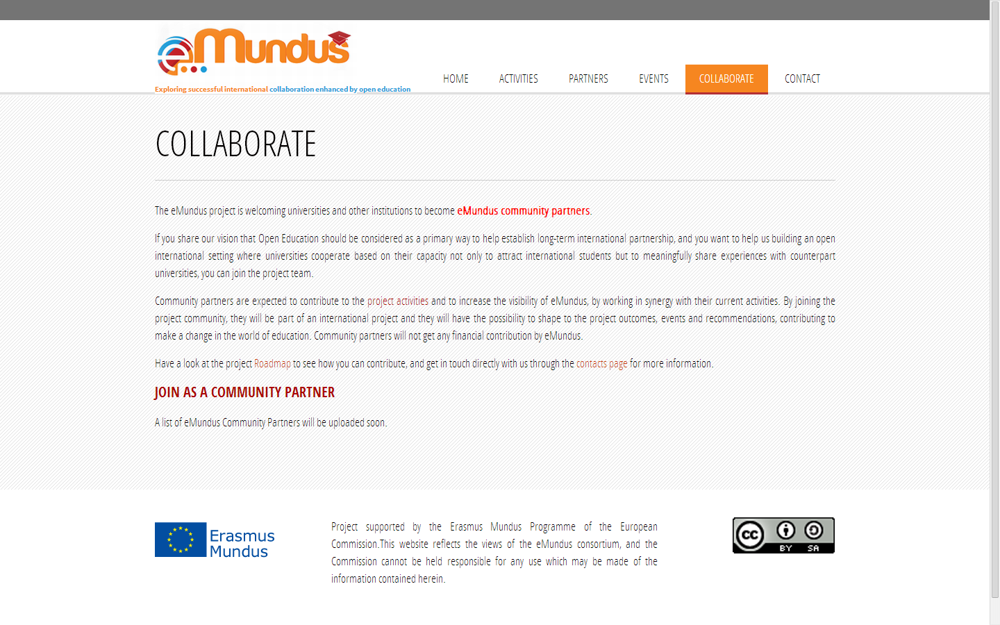 eMundus
Exploring successful international collaboration enhanced by open education
HOME ACTIVITIES PARTNERS EVENTS COLLABORATE CONTACT
COLLABORATE
The eMundus project is welcoming universities and other institutions to become eMundus community partners.
If you share our vision that Open Education should be considered as a primary way to help establish long-term international partnership, and you want to help us building an open
international setting where universities cooperate based on their capacity not only to attract international students but to meaningfully share experiences with counterpart
universities, you can join the project team.
Community partners are expected to contribute to the project activities and to increase the visibility of eMundus, by working in synergy with their current activities. By joining the
project community, they will be part of an international project and they will have the possibility to shape to the project outcomes, events and recommendations, contributing to
make a change in the world of education. Community partners will not get any financial contribution by eMundus.
Have a look at the project Roadmap to see how you can contribute, and get in touch directly with us through the contacts page for more information.
JOIN AS A COMMUNITY PARTNER
A list of eMundus Community Partners will be uploaded soon.
Erasmus
Mundus
Project supported by the Erasmus Mundus Programme of the European
Commission.This website reflects the views of the eMundus consortium, and the
Commission cannot be held responsible for any use which may be made of the
information contained herein.
cc
BY SA